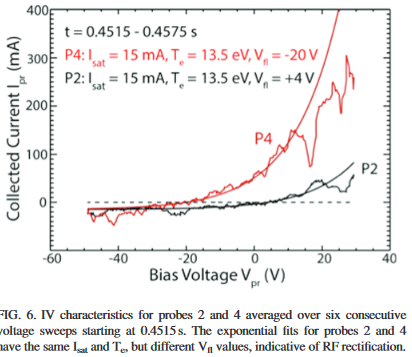 400
t = 0.4515 - 0.4575 s
P4: I_sat = 15 mA, T_e = 13.5 eV, V_fl = -20 V
P2: I_sat = 15 mA, T_e = 13.5 eV, V_fl = +4 V
300
200
100
0
Collected Current I_pr (mA)
P4
P2
-60 -40 -20 0 20 40
Bias Voltage V_pr (V)
FIG. 6. IV characteristics for probes 2 and 4 averaged over six consecutive
voltage sweeps starting at 0.4515 s. The exponential fits for probes 2 and 4
have the same I_sat and T_e, but different V_fl values, indicative of RF rectification.